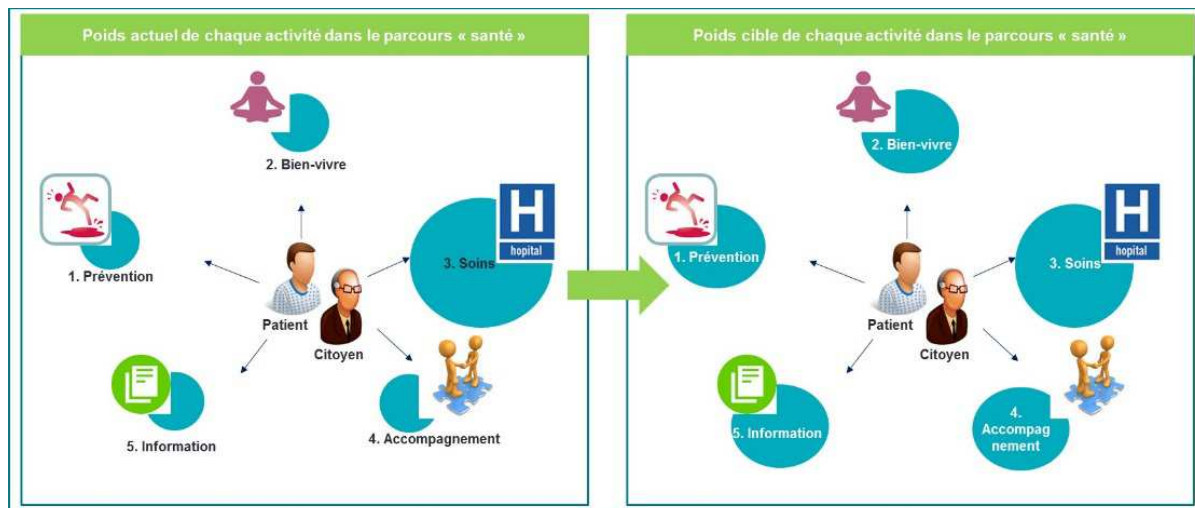 Poids actuel de chaque activité dans le parcours « santé »
2. Bien-vivre
1. Prévention
H
hopital
3. Soins
Patient
Citoyen
5. Information
4. Accompagnement
Poids cible de chaque activité dans le parcours « santé »
2. Bien-vivre
1. Prévention
H
hopital
3. Soins
Patient
Citoyen
5. Information
4.
Accompag
nement